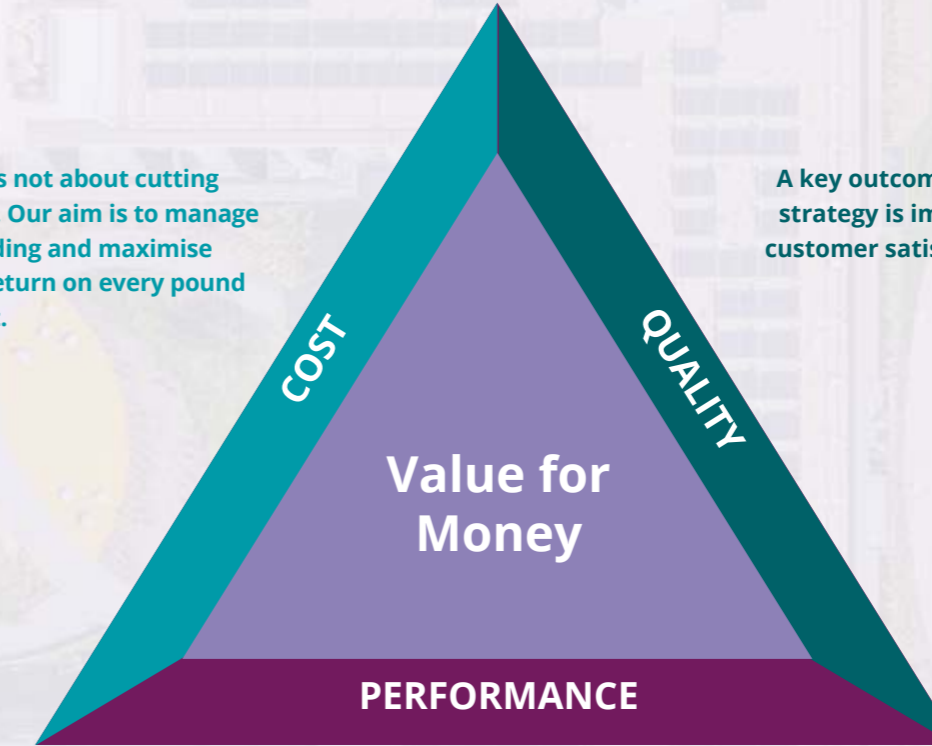 s not about cutting
. Our aim is to manage
ding and maximise
eturn on every pound
.
A key outcom
strategy is im
customer satis
COST
QUALITY
Value for
Money
PERFORMANCE